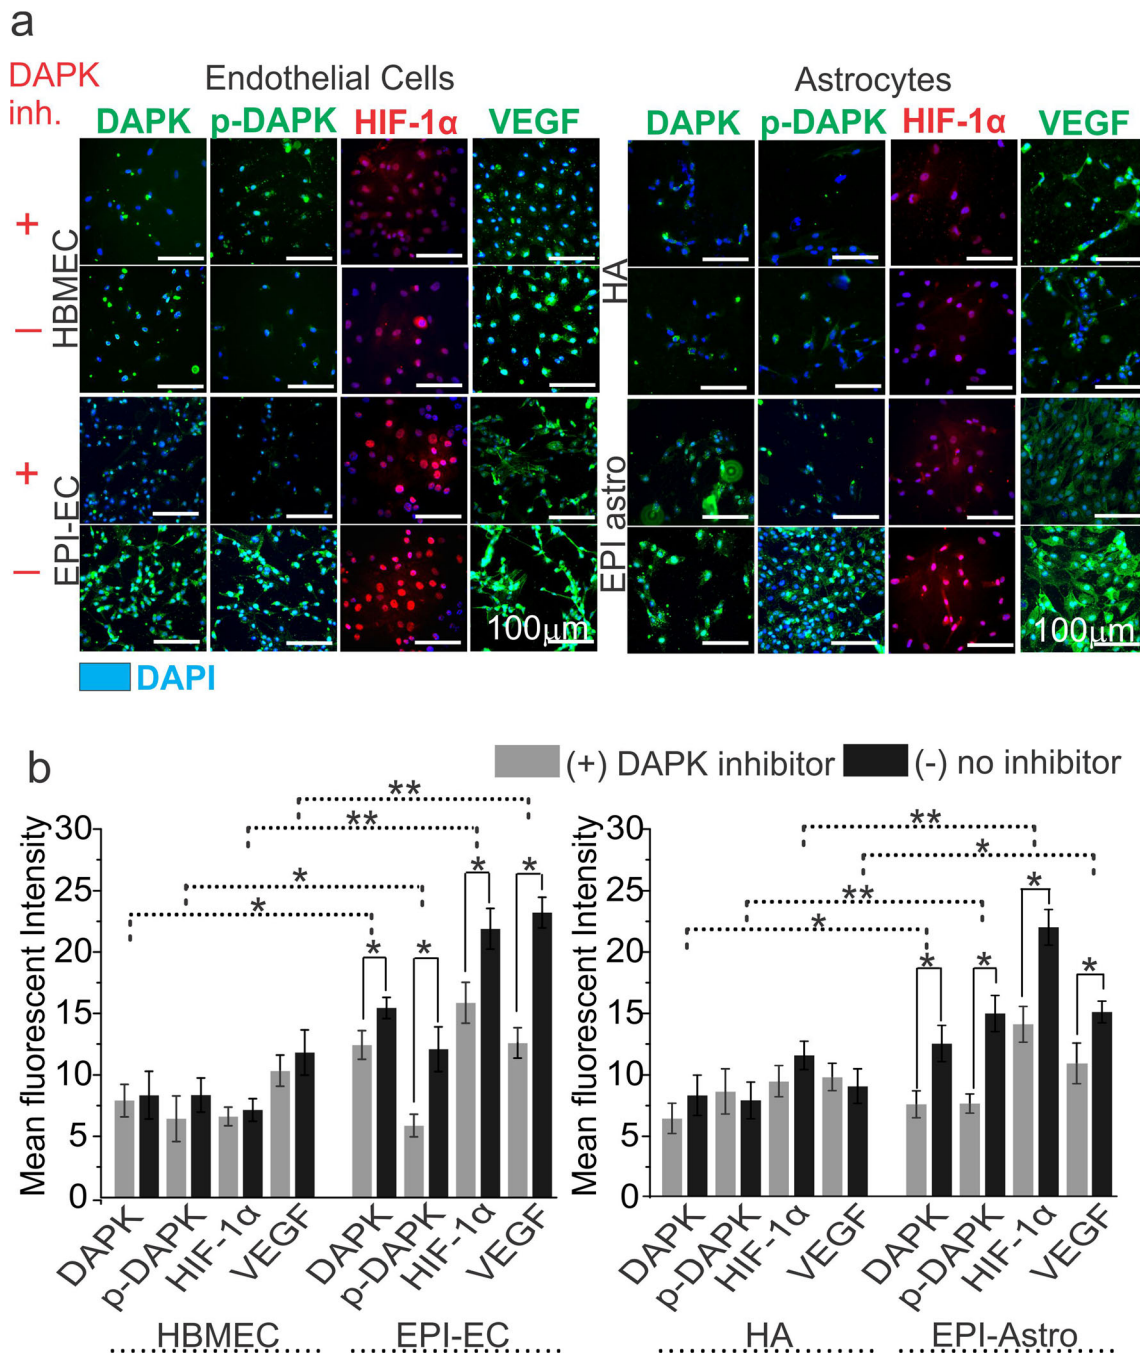 a
DAPK inh.
Endothelial Cells
Astrocytes
DAPK p-DAPK HIF-1α VEGF
DAPK p-DAPK HIF-1α VEGF
+
–
HBMEC
+
–
EPI-EC
HA
EPI astro
100μm
100μm
DAPI
b
(+) DAPK inhibitor (-) no inhibitor
Mean fluorescent Intensity
30
25
20
15
10
5
0
** ** * *
* * * *
DAPK p-DAPK HIF-1α VEGF DAPK p-DAPK HIF-1α VEGF
HBMEC EPI-EC
Mean fluorescent Intensity
30
25
20
15
10
5
0
** * ** *
* * * *
DAPK p-DAPK HIF-1α VEGF DAPK p-DAPK HIF-1α VEGF
HA EPI-Astro